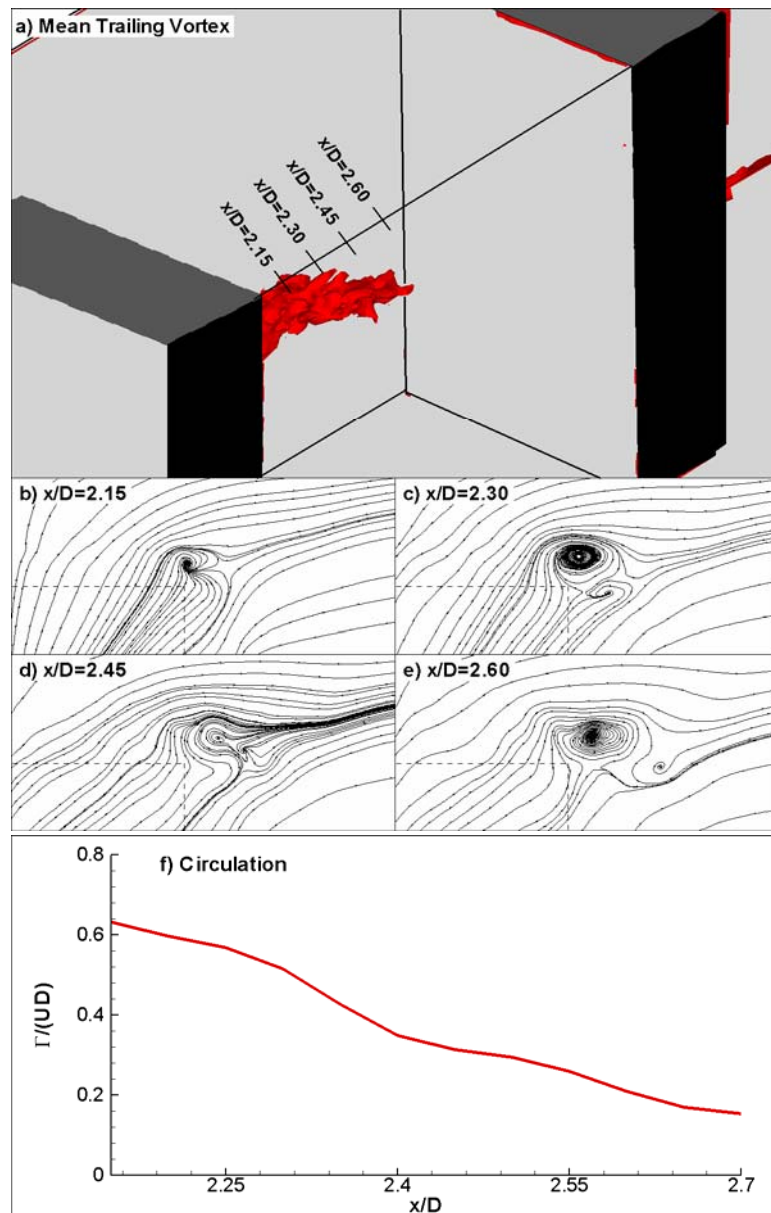 a) Mean Trailing Vortex
x/D=2.15
x/D=2.30
x/D=2.45
x/D=2.60
b) x/D=2.15
c) x/D=2.30
d) x/D=2.45
e) x/D=2.60
f) Circulation
Γ/(UD)
0.8
0.6
0.4
0.2
0
2.25
2.4
2.55
2.7
x/D